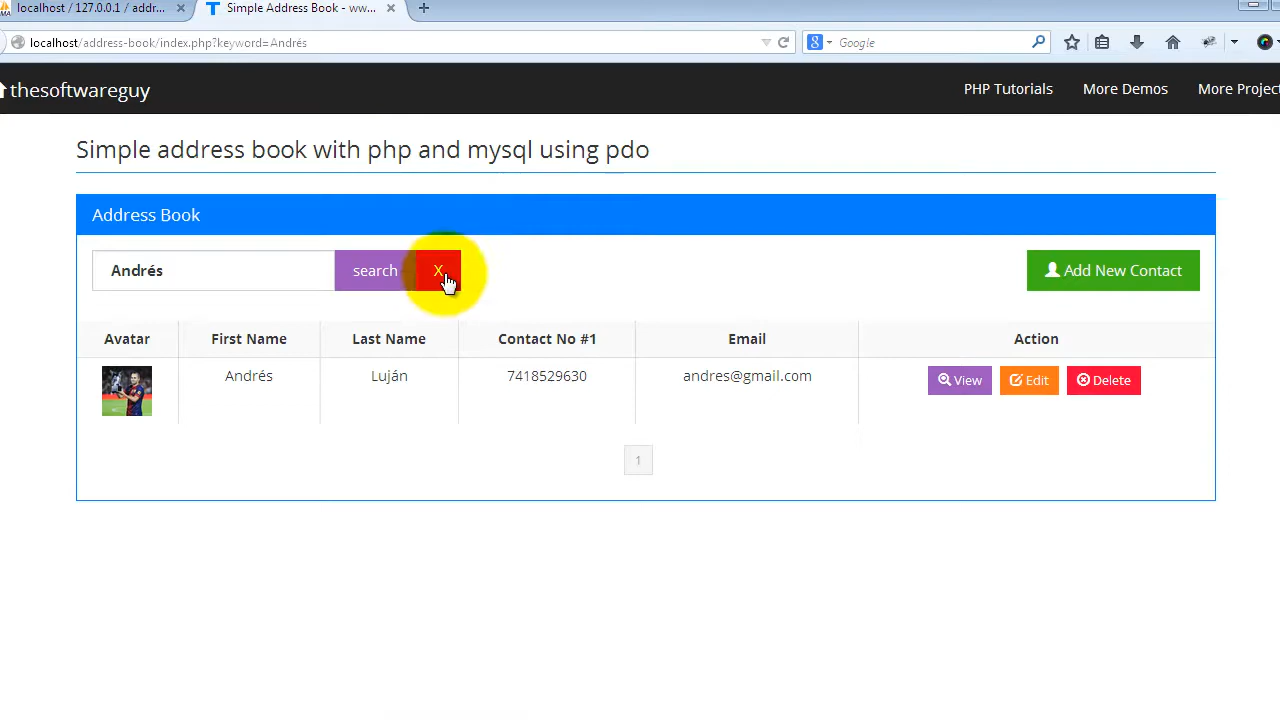 localhost / 127.0.0.1 / addr...
Simple Address Book - ww...
localhost/address-book/index.php?keyword=Andrés
Google
thesoftwareguy
PHP Tutorials
More Demos
More Project
Simple address book with php and mysql using pdo
Address Book
Andrés
search
X
Add New Contact
Avatar
First Name
Last Name
Contact No #1
Email
Action
Andrés
Luján
7418529630
andres@gmail.com
View
Edit
Delete
1